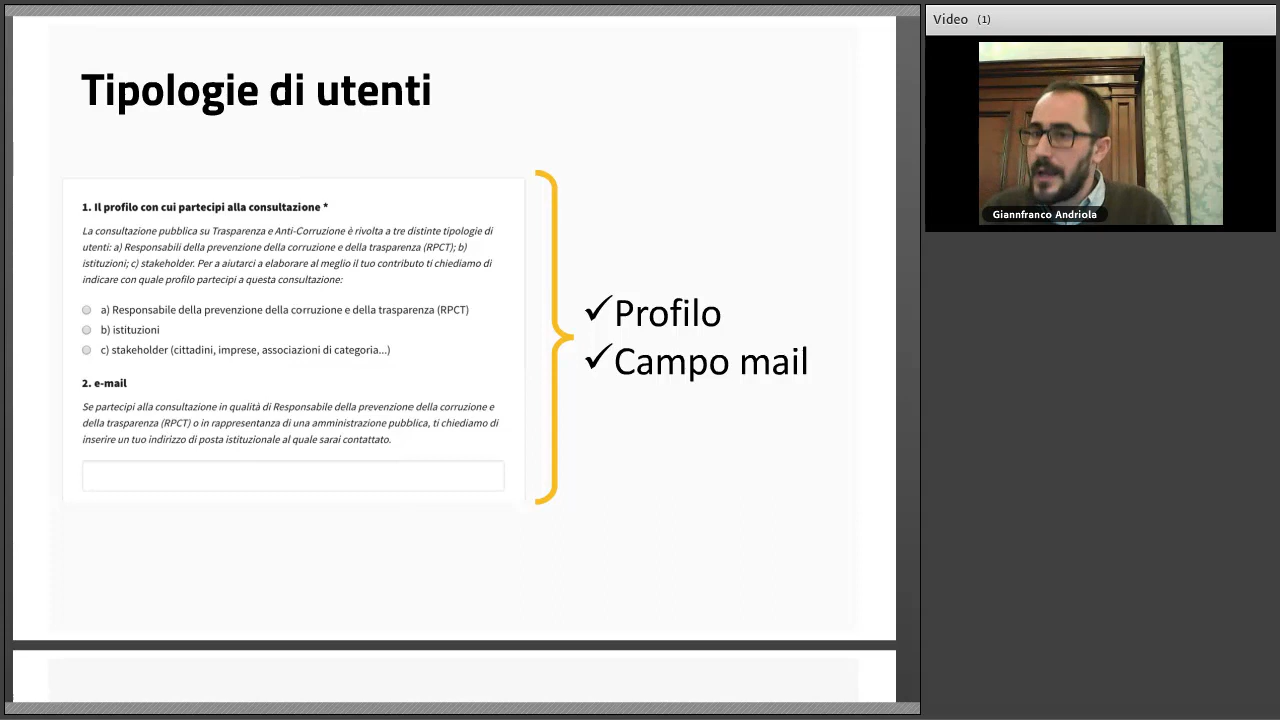 Tipologie di utenti
1. Il profilo con cui partecipi alla consultazione *
La consultazione pubblica su Trasparenza e Anti-Corruzione è rivolta a tre distinte tipologie di
utenti: a) Responsabili della prevenzione della corruzione e della trasparenza (RPCT); b)
istituzioni; c) stakeholder. Per a aiutarci a elaborare al meglio il tuo contributo ti chiediamo di
indicare con quale profilo partecipi a questa consultazione:
a) Responsabile della prevenzione della corruzione e della trasparenza (RPCT)
b) istituzioni
c) stakeholder (cittadini, imprese, associazioni di categoria...)
2. e-mail
Se partecipi alla consultazione in qualità di Responsabile della prevenzione della corruzione e
della trasparenza (RPCT) o in rappresentanza di una amministrazione pubblica, ti chiediamo di
inserire un tuo indirizzo di posta istituzionale al quale sarai contattato.
✓Profilo
✓Campo mail
Video (1)
Giannfranco Andriola